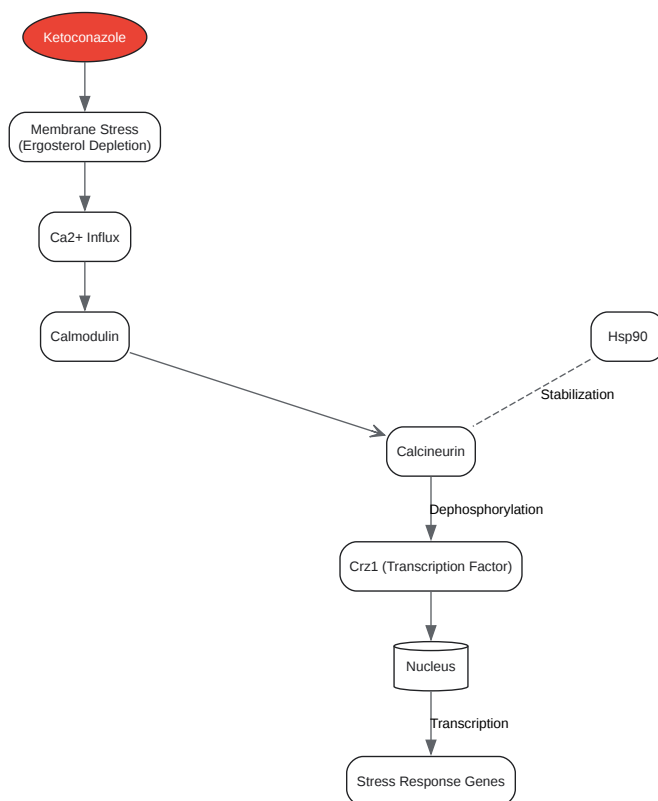 Ketoconazole
Membrane Stress
(Ergosterol Depletion)
Ca2+ Influx
Calmodulin
Hsp90
Stabilization
Calcineurin
Dephosphorylation
Crz1 (Transcription Factor)
Nucleus
Transcription
Stress Response Genes